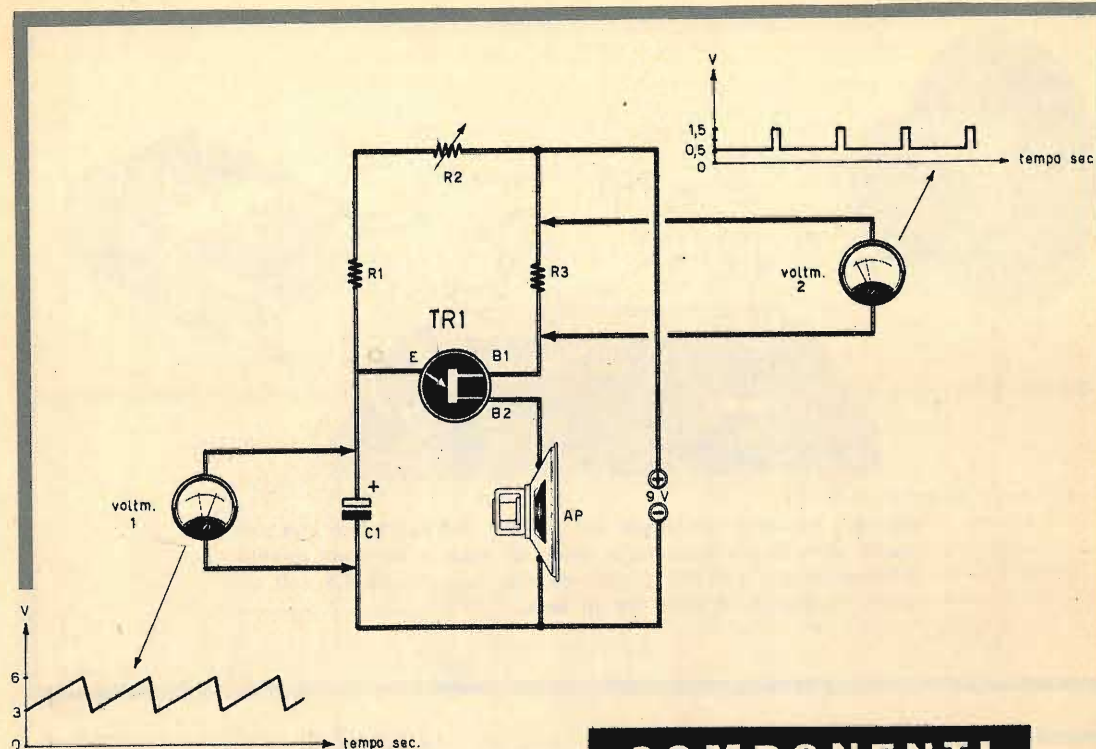 V
1,5
0,5
0
tempo sec
R2
R1
R3
voltm.
2
TR1
E
B1
B2
voltm.
1
+
C1
AP
+
9 V
−
V
6
3
0
tempo sec.
COMPONENTI